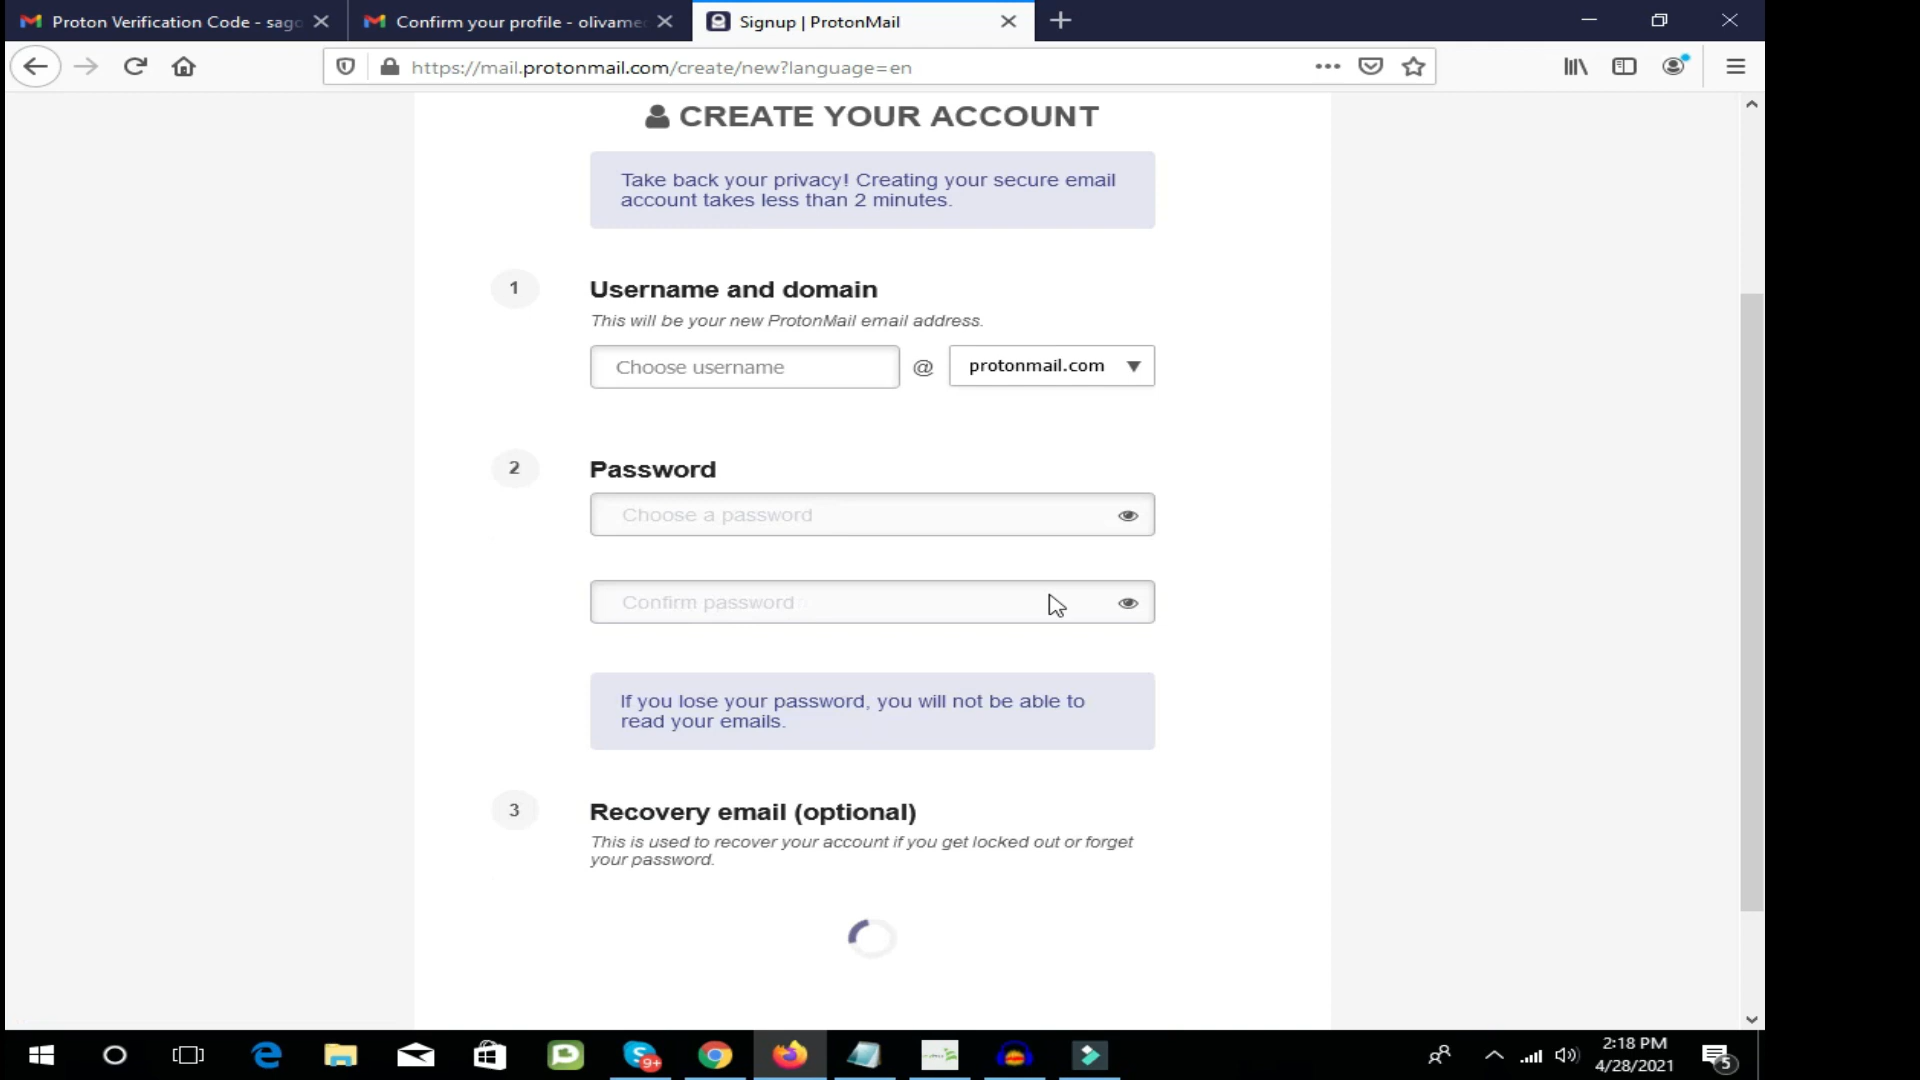 Proton Verification Code - sago
Confirm your profile - olivame
Signup | ProtonMail
https://mail.protonmail.com/create/new?language=en
CREATE YOUR ACCOUNT
Take back your privacy! Creating your secure email
account takes less than 2 minutes.
1
Username and domain
This will be your new ProtonMail email address.
Choose username
@
protonmail.com
2
Password
Choose a password
Confirm password
If you lose your password, you will not be able to
read your emails.
3
Recovery email (optional)
This is used to recover your account if you get locked out or forget
your password.
9+
2:18 PM
4/28/2021
5